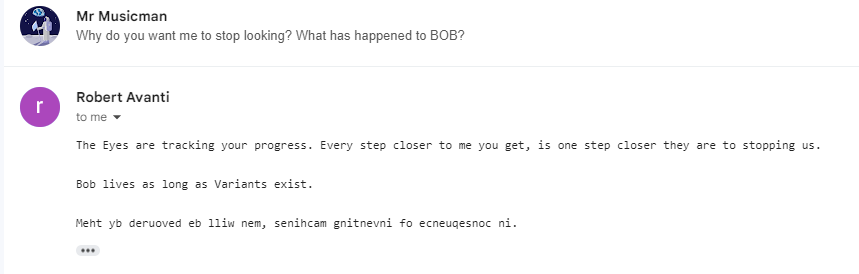 Mr Musicman
Why do you want me to stop looking? What has happened to BOB?
r
Robert Avanti
to me
The Eyes are tracking your progress. Every step closer to me you get, is one step closer they are to stopping us.
Bob lives as long as Variants exist.
Meht yb deruoved eb lliw nem, senihcam gnitnevni fo ecneuqesnoc ni.